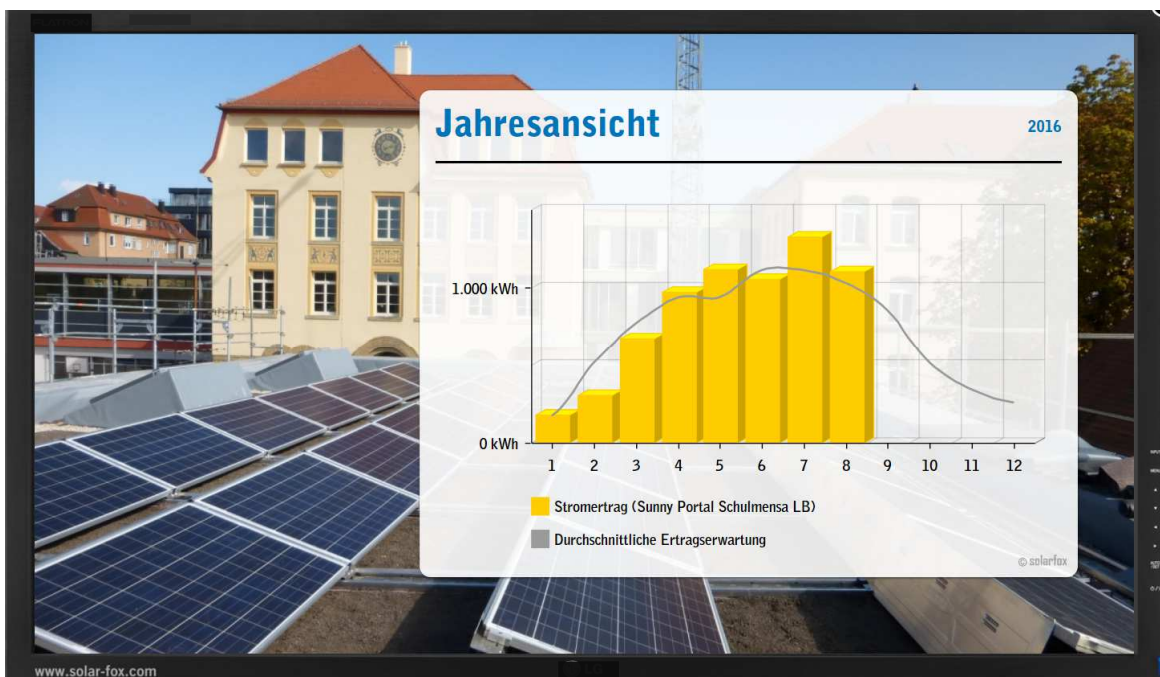 Jahresansicht
2016
1.000 kWh
0 kWh
1 2 3 4 5 6 7 8 9 10 11 12
Stromertrag (Sunny Portal Schulmensa LB)
Durchschnittliche Ertragserwartung
© solarfox
www.solar-fox.com